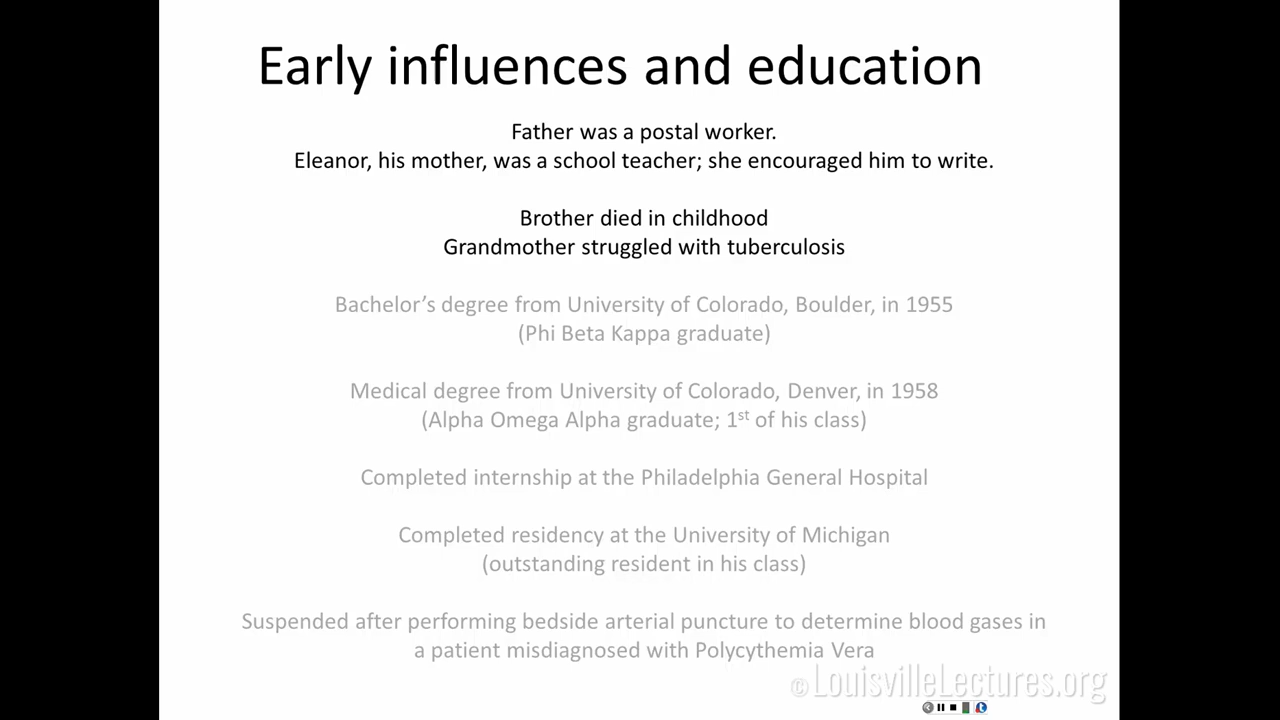 Early influences and education
Father was a postal worker.
Eleanor, his mother, was a school teacher; she encouraged him to write.
Brother died in childhood
Grandmother struggled with tuberculosis
Bachelor’s degree from University of Colorado, Boulder, in 1955
(Phi Beta Kappa graduate)
Medical degree from University of Colorado, Denver, in 1958
(Alpha Omega Alpha graduate; 1st of his class)
Completed internship at the Philadelphia General Hospital
Completed residency at the University of Michigan
(outstanding resident in his class)
Suspended after performing bedside arterial puncture to determine blood gases in
a patient misdiagnosed with Polycythemia Vera
©LouisvilleLectures.org